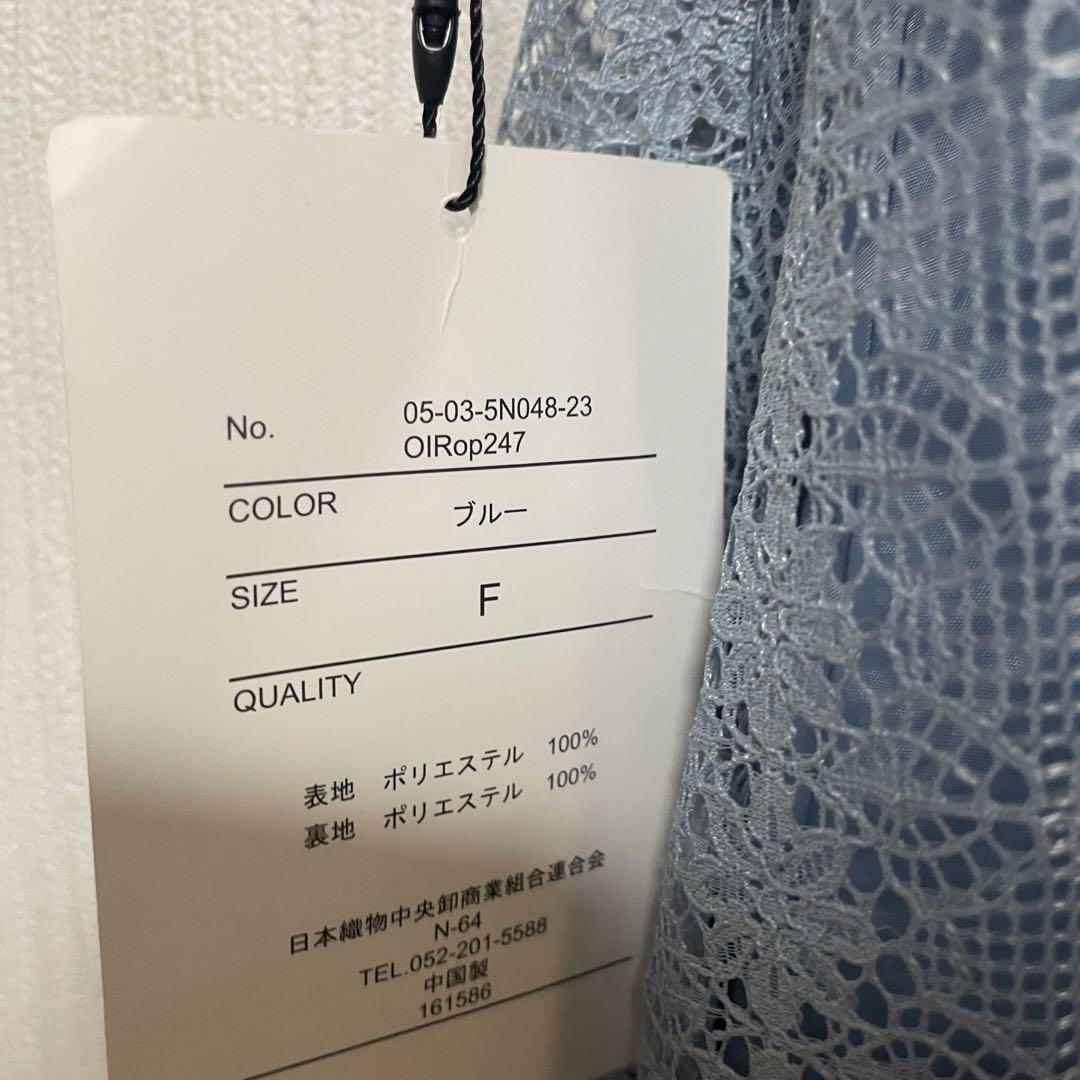 No. 05-03-5N048-23
OIRop247
COLOR ブルー
SIZE F
QUALITY
表地 ポリエステル 100%
裏地 ポリエステル 100%
日本織物中央卸商業組合連合会
N-64
TEL.052-201-5588
中国製
161586